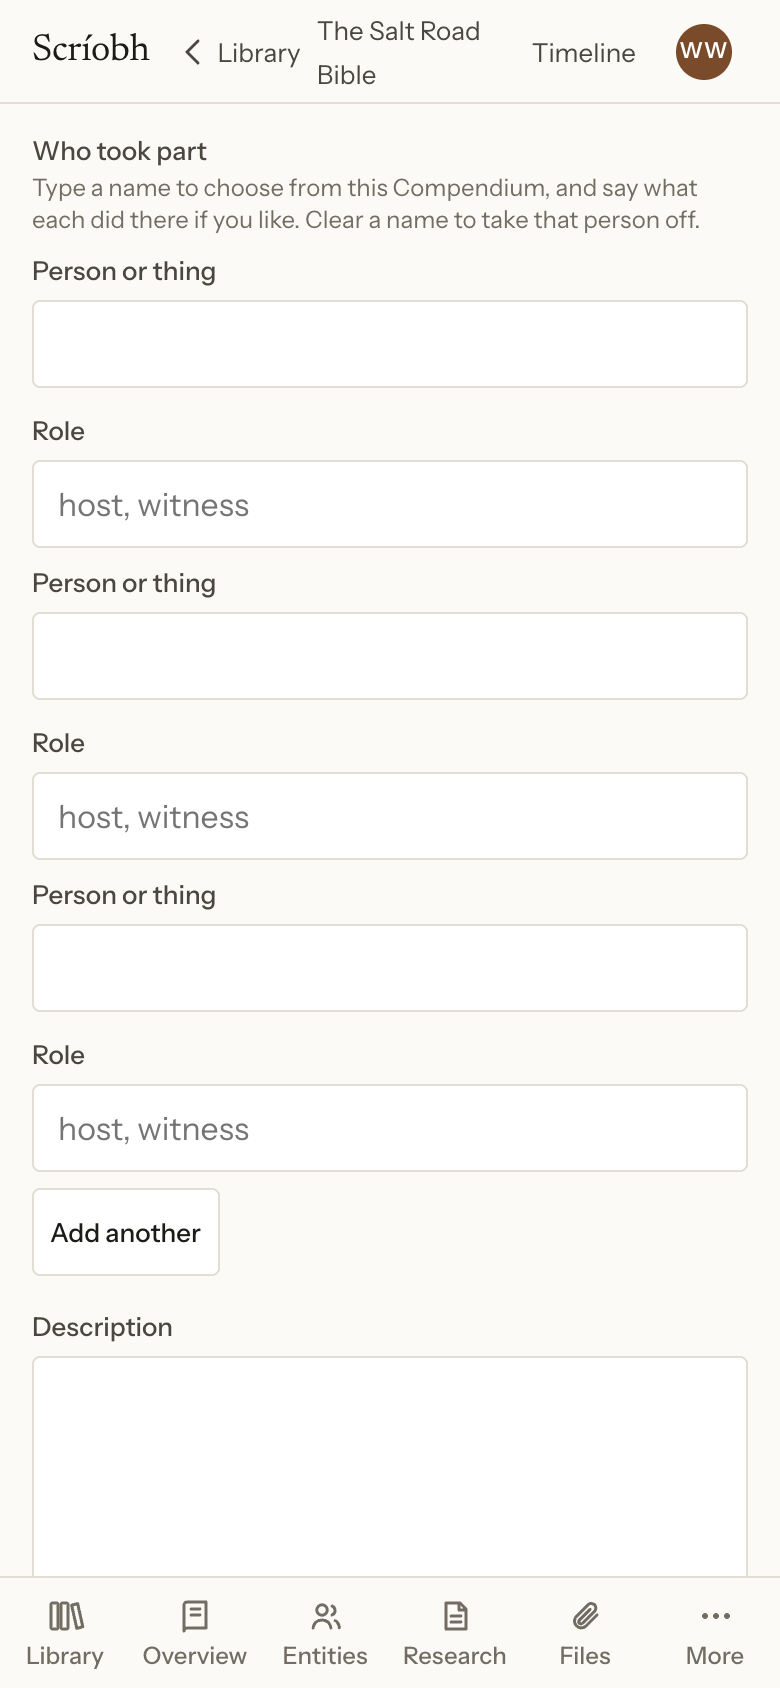 Scríobh
Library
The Salt Road
Bible
Timeline
WW
Who took part
Type a name to choose from this Compendium, and say what
each did there if you like. Clear a name to take that person off.
Person or thing
Role
host, witness
Person or thing
Role
host, witness
Person or thing
Role
host, witness
Add another
Description
Library
Overview
Entities
Research
Files
More